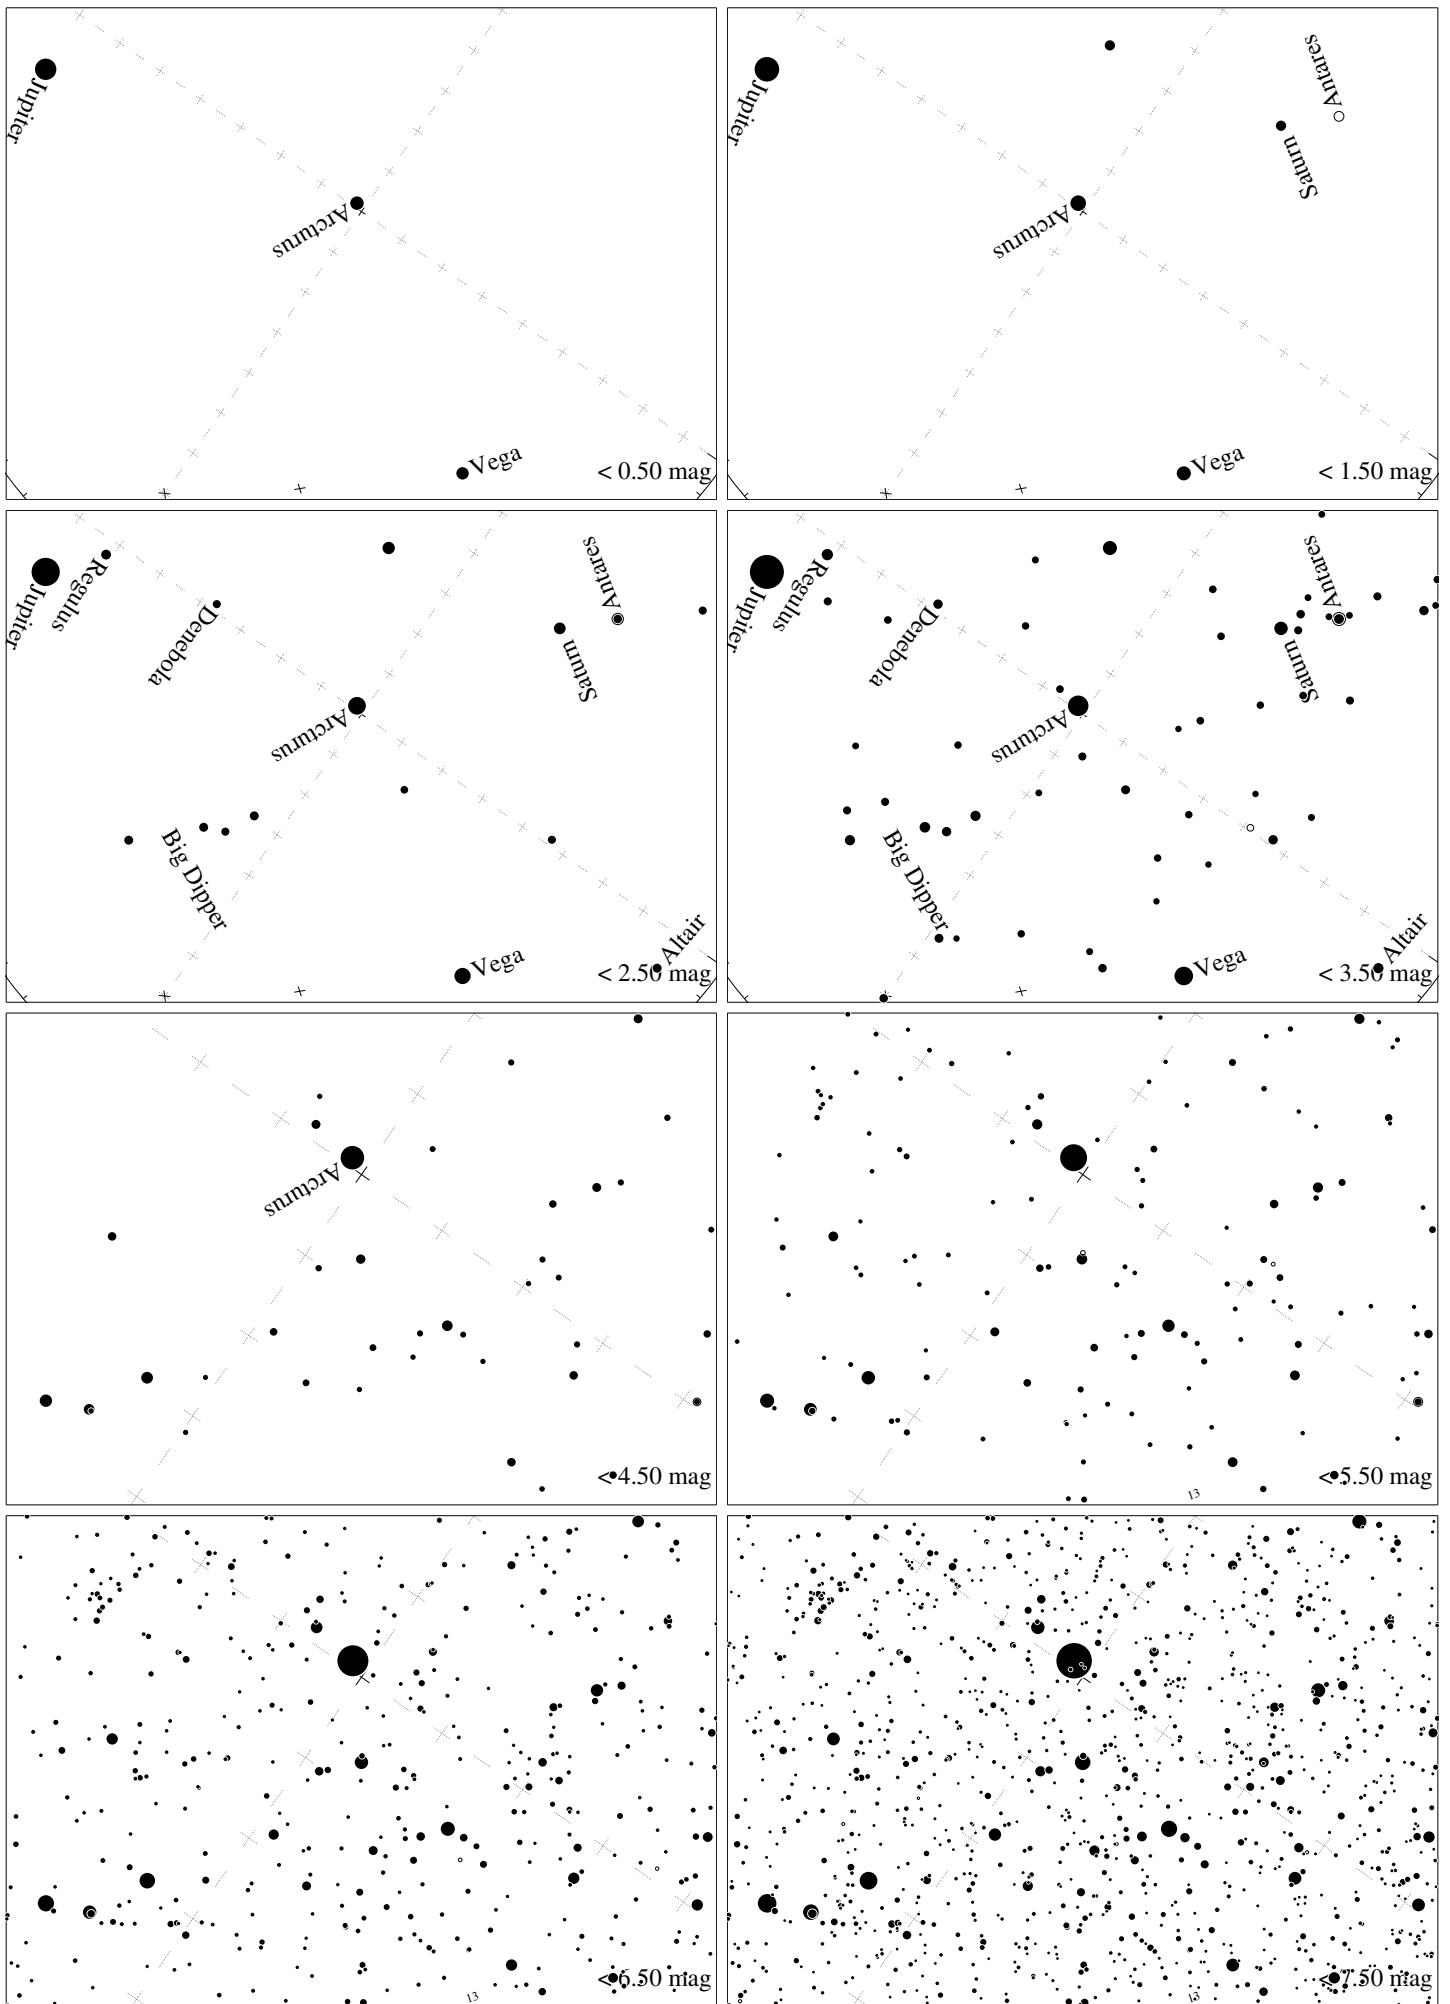 Jupiter
Arcturus
Vega
< 0.50 mag
Jupiter
Antares
Saturn
Arcturus
Vega
< 1.50 mag
Jupiter
Regulus
Denebola
Antares
Saturn
Arcturus
Big Dipper
Altair
Vega
< 2.50 mag
Jupiter
Regulus
Denebola
Antares
Saturn
Arcturus
Big Dipper
Altair
Vega
< 3.50 mag
Arcturus
< 4.50 mag
13
< 5.50 mag
13
< 6.50 mag
13
< 7.50 mag